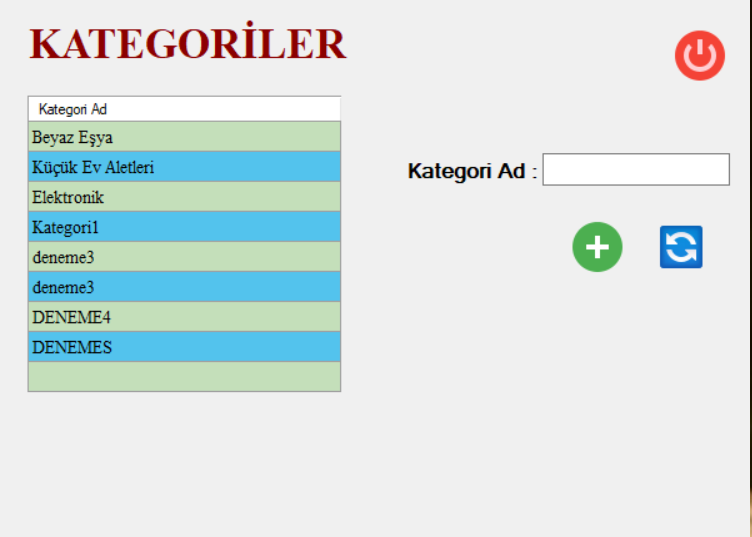 KATEGORİLER
Kategori Ad
Beyaz Eşya
Küçük Ev Aletleri
Elektronik
Kategori1
deneme3
deneme3
DENEME4
DENEMES
Kategori Ad :